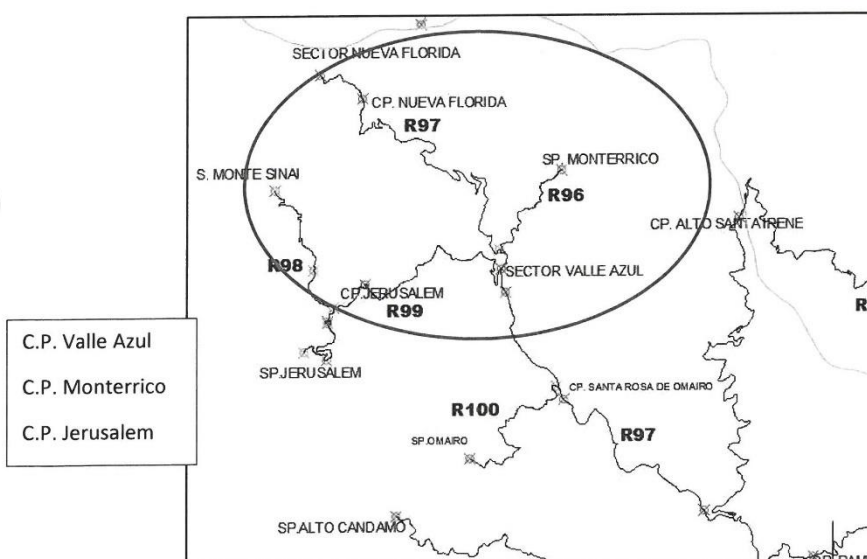 SECTOR NUEVA FLORIDA
CP. NUEVA FLORIDA
R97
SP. MONTERRICO
S. MONTE SINAI
R96
CP. ALTO SANTA IRENE
R98
SECTOR VALLE AZUL
CP. JERUSALEM
R99
R
C.P. Valle Azul
C.P. Monterrico
C.P. Jerusalem
SP. JERUSALEM
CP. SANTA ROSA DE OMAIRO
R100
R97
SP. OMAIRO
SP. ALTO CANDAMO